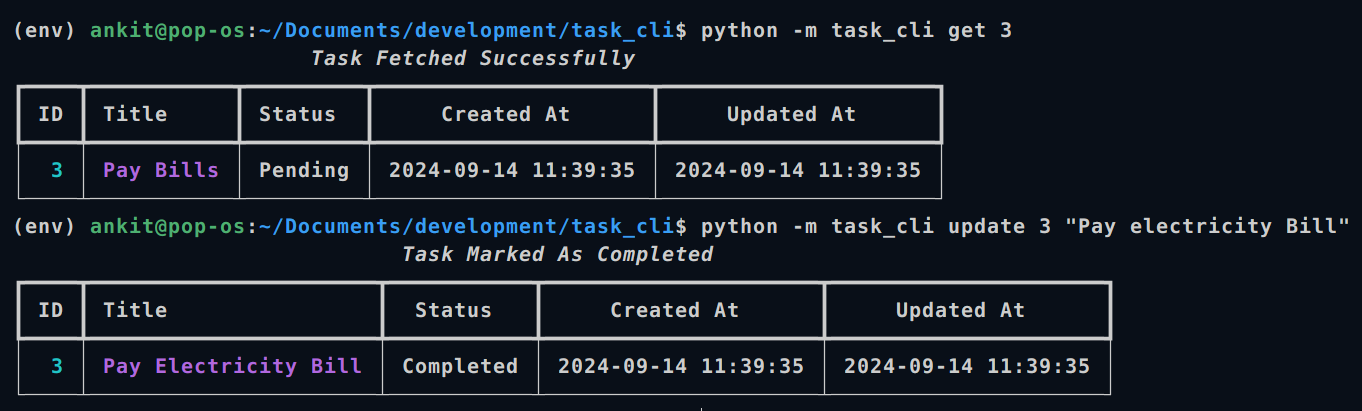 (env) ankit@pop-os:~/Documents/development/task_cli$ python -m task_cli get 3
Task Fetched Successfully
ID Title Status Created At Updated At
3 Pay Bills Pending 2024-09-14 11:39:35 2024-09-14 11:39:35
(env) ankit@pop-os:~/Documents/development/task_cli$ python -m task_cli update 3 "Pay electricity Bill"
Task Marked As Completed
ID Title Status Created At Updated At
3 Pay Electricity Bill Completed 2024-09-14 11:39:35 2024-09-14 11:39:35